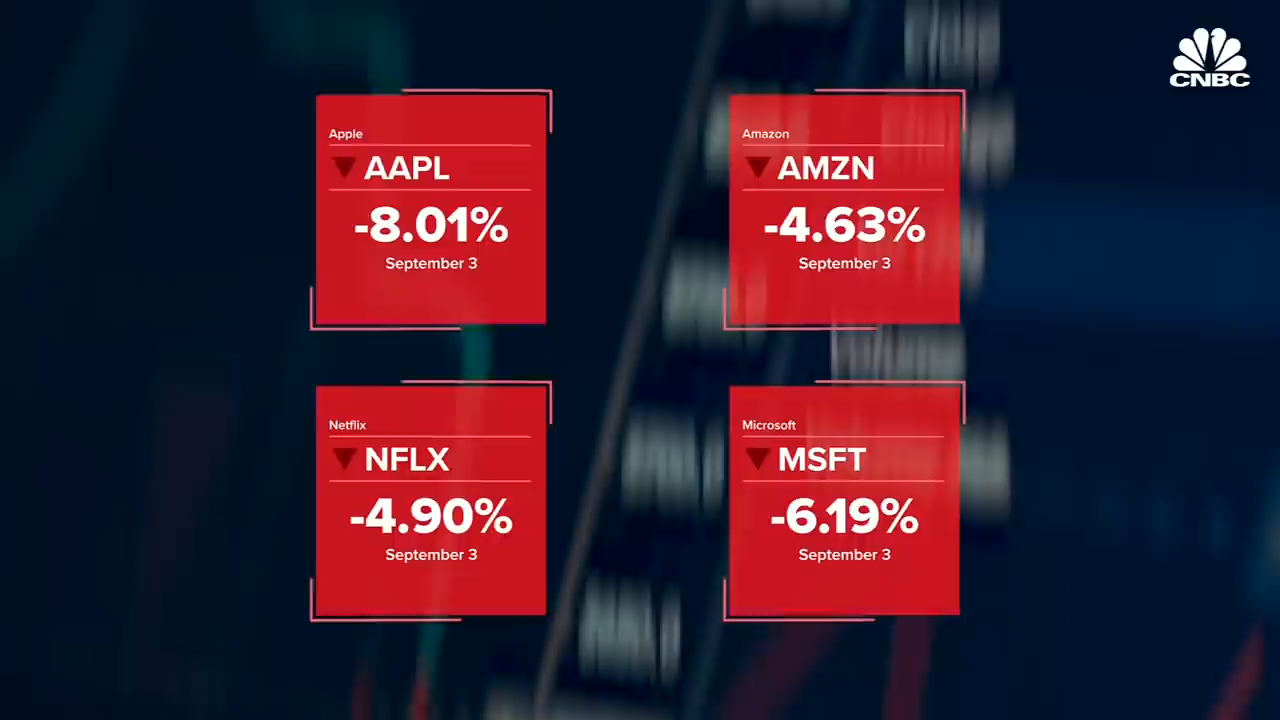 CNBC
Apple
AAPL
-8.01%
September 3
Amazon
AMZN
-4.63%
September 3
Netflix
NFLX
-4.90%
September 3
Microsoft
MSFT
-6.19%
September 3